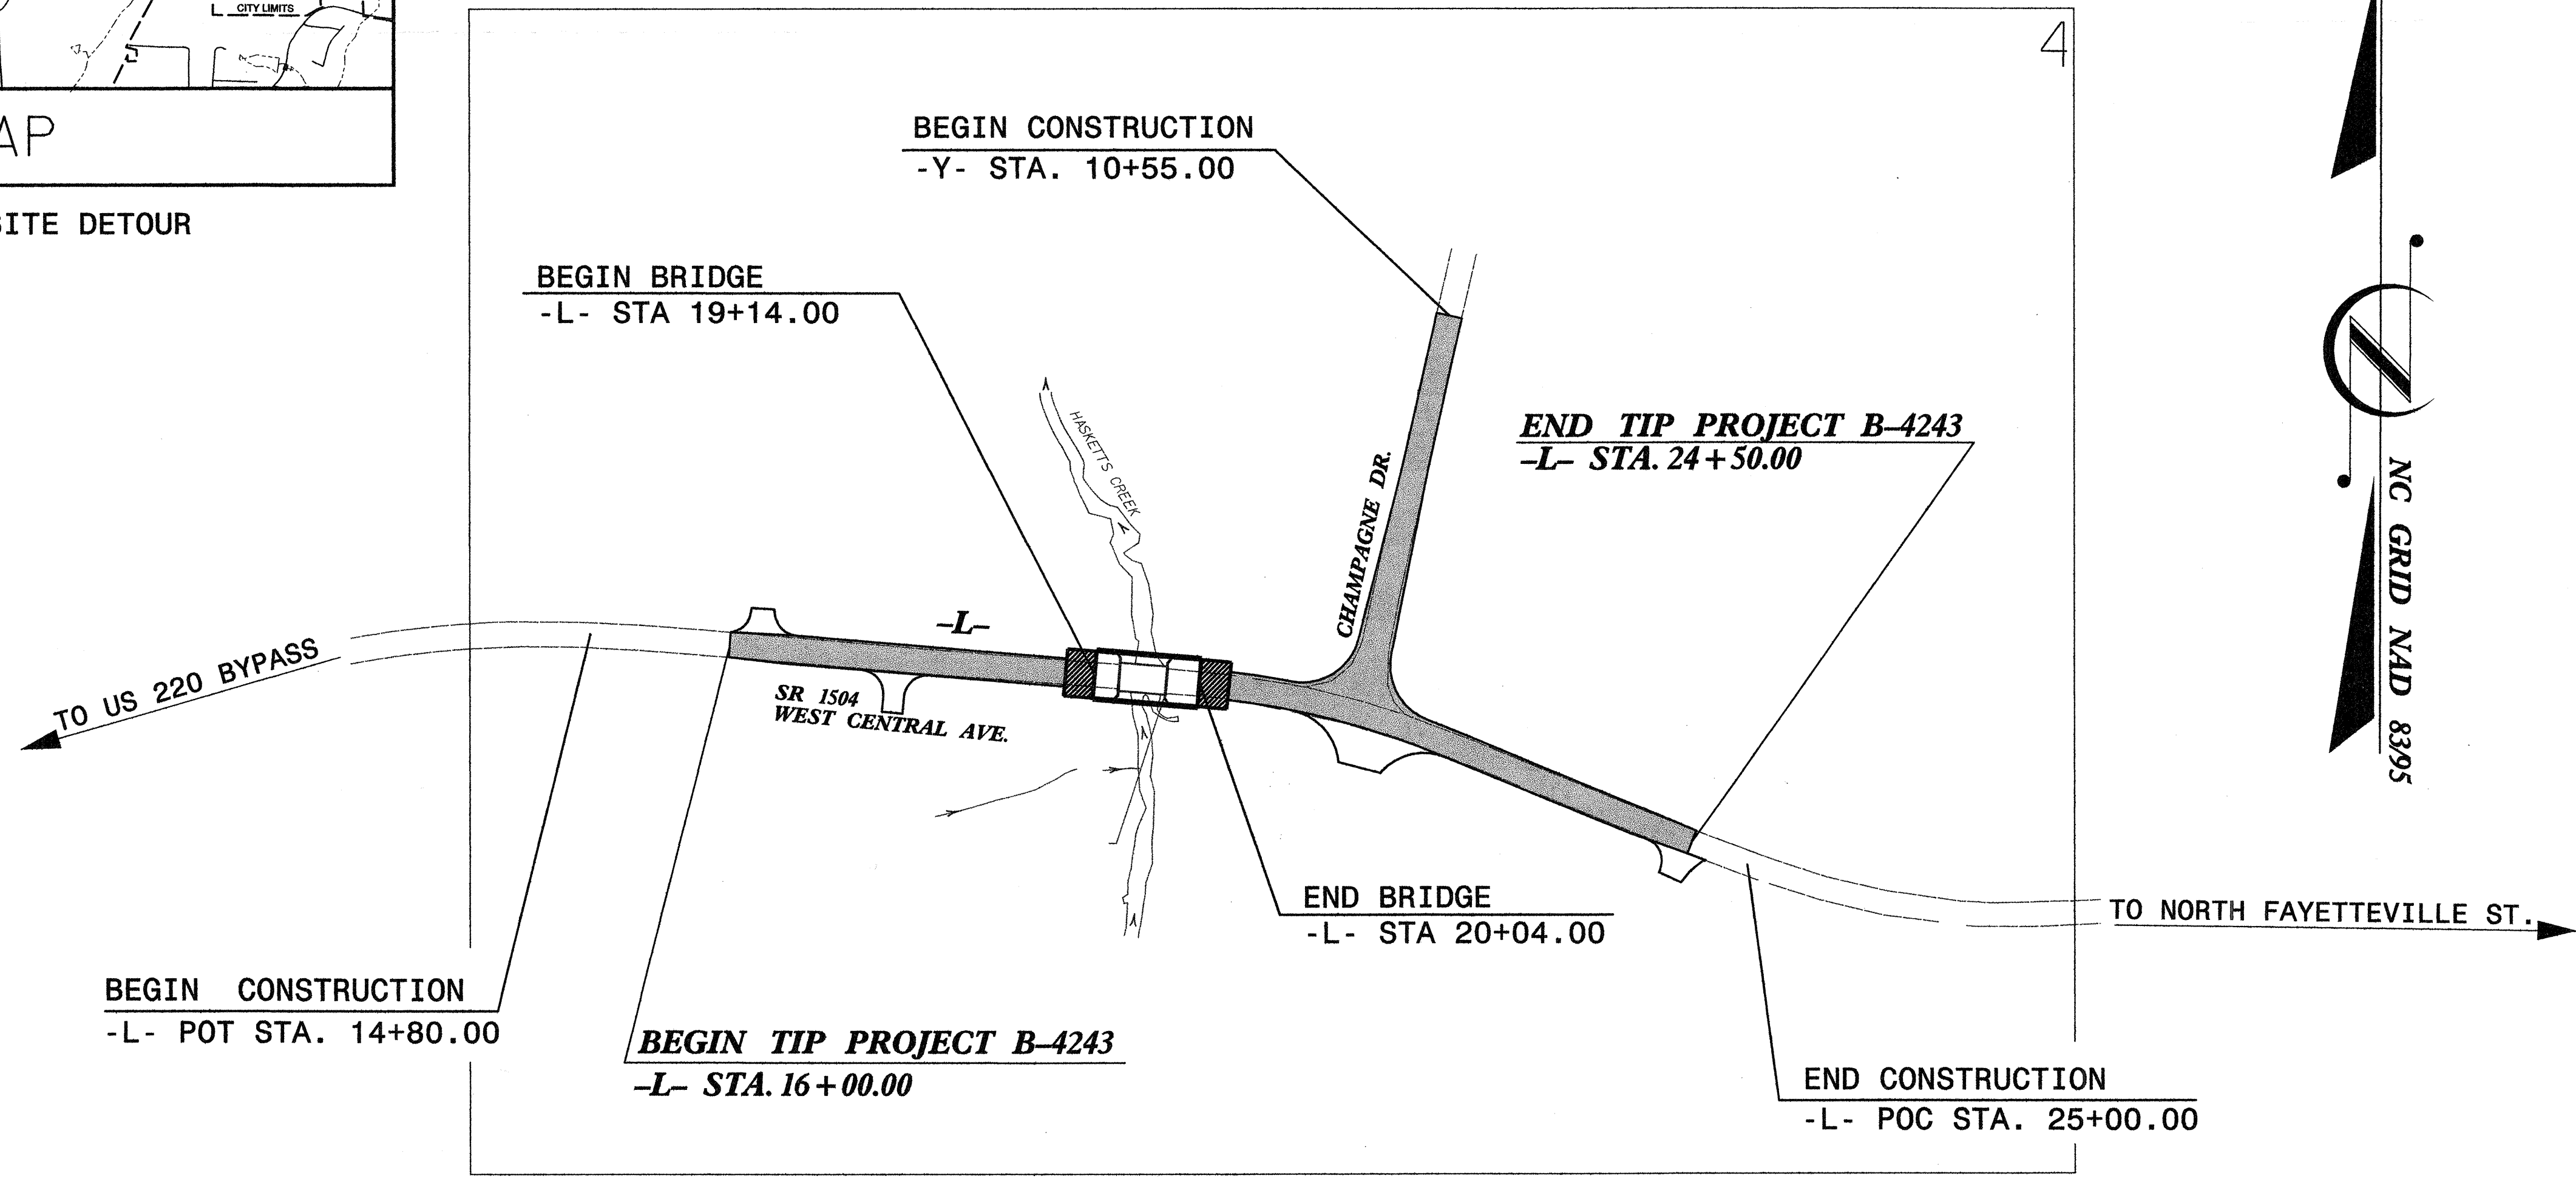 CITY LIMITS
AP
SITE DETOUR
4
BEGIN CONSTRUCTION
-Y- STA. 10+55.00
BEGIN BRIDGE
-L- STA 19+14.00
HASKETTS CREEK
CHAMPAGNE DR.
END TIP PROJECT B–4243
–L– STA. 24+50.00
NC GRID NAD 83/95
N
–L–
TO US 220 BYPASS
SR 1504
WEST CENTRAL AVE.
END BRIDGE
-L- STA 20+04.00
TO NORTH FAYETTEVILLE ST.
BEGIN CONSTRUCTION
-L- POT STA. 14+80.00
BEGIN TIP PROJECT B–4243
–L– STA. 16+00.00
END CONSTRUCTION
-L- POC STA. 25+00.00